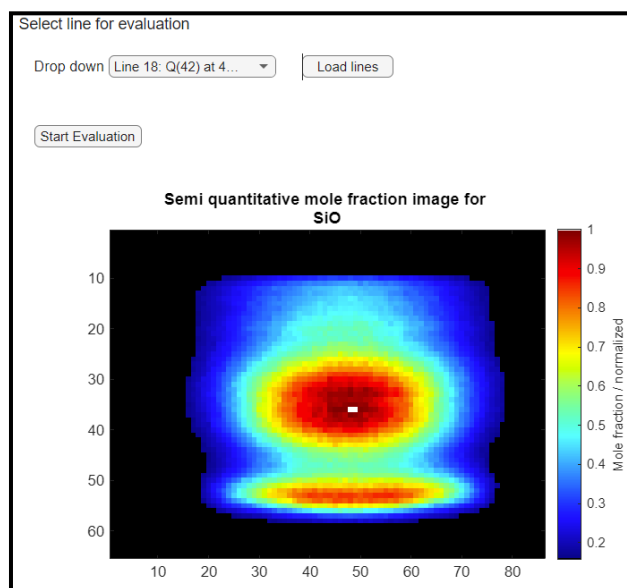 Select line for evaluation
Drop down Line 18: Q(42) at 4... Load lines
Start Evaluation
Semi quantitative mole fraction image for
SiO
1
0.9
0.8
0.7
0.6
0.5
0.4
0.3
0.2
Mole fraction / normalized
10
20
30
40
50
60
10 20 30 40 50 60 70 80